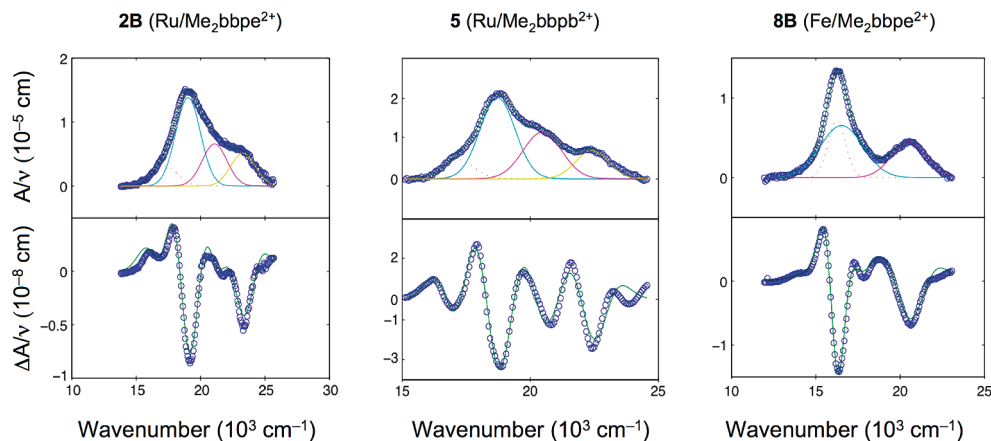 2B (Ru/Me₂bbpe²⁺) 5 (Ru/Me₂bbpb²⁺) 8B (Fe/Me₂bbpe²⁺)
A/ν (10⁻⁵ cm)
2
1
0
2
1
0
1
0
ΔA/ν (10⁻⁸ cm)
0
−0.5
−1
2
0
-1
−3
0
−1
10 15 20 25 30
15 20 25
10 15 20 25
Wavenumber (10³ cm⁻¹) Wavenumber (10³ cm⁻¹) Wavenumber (10³ cm⁻¹)